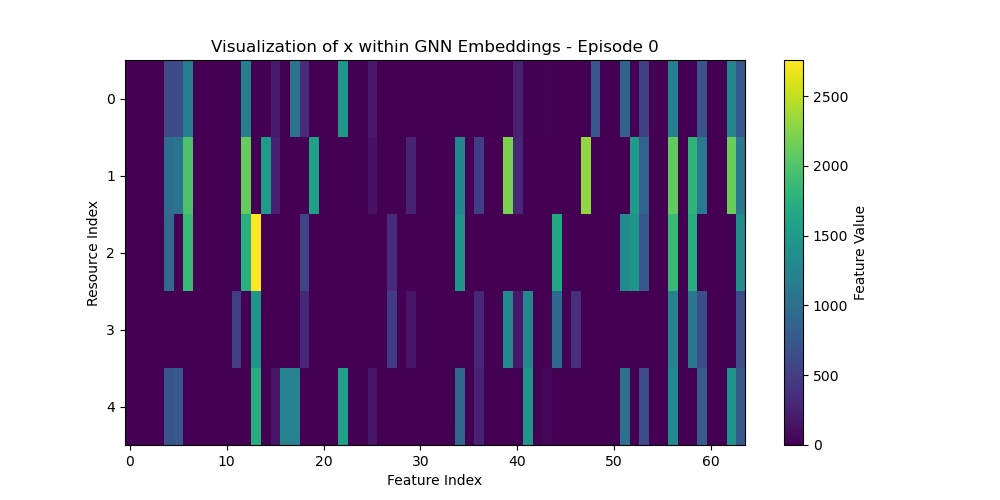 Visualization of x within GNN Embeddings - Episode 0
Resource Index
0
1
2
3
4
0 10 20 30 40 50 60
Feature Index
2500
2000
1500
1000
500
0
Feature Value